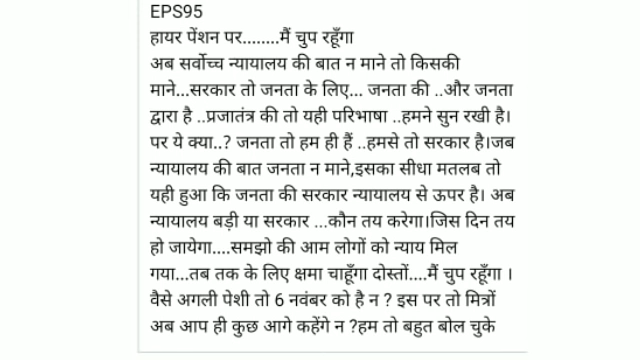 EPS95
हायर पेंशन पर........मैं चुप रहूँगा
अब सर्वोच्च न्यायालय की बात न माने तो किसकी
माने...सरकार तो जनता के लिए... जनता की ..और जनता
द्वारा है ..प्रजातंत्र की तो यही परिभाषा ..हमने सुन रखी है।
पर ये क्या..? जनता तो हम ही हैं ..हमसे तो सरकार है।जब
न्यायालय की बात जनता न माने,इसका सीधा मतलब तो
यही हुआ कि जनता की सरकार न्यायालय से ऊपर है। अब
न्यायालय बड़ी या सरकार ...कौन तय करेगा।जिस दिन तय
हो जायेगा....समझो की आम लोगों को न्याय मिल
गया...तब तक के लिए क्षमा चाहूँगा दोस्तों....मैं चुप रहूँगा ।
वैसे अगली पेशी तो 6 नवंबर को है न ? इस पर तो मित्रों
अब आप ही कुछ आगे कहेंगे न ?हम तो बहुत बोल चुके